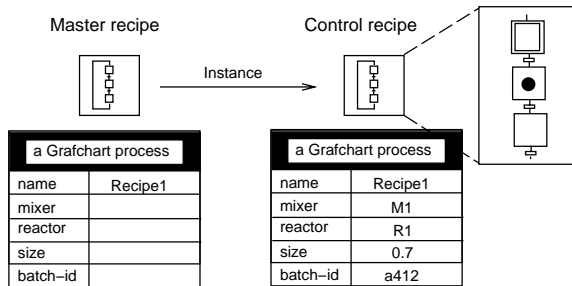 Master recipe
Control recipe
Instance
a Grafchart process
name Recipe1
mixer
reactor
size
batch-id
a Grafchart process
name Recipe1
mixer M1
reactor R1
size 0.7
batch-id a412